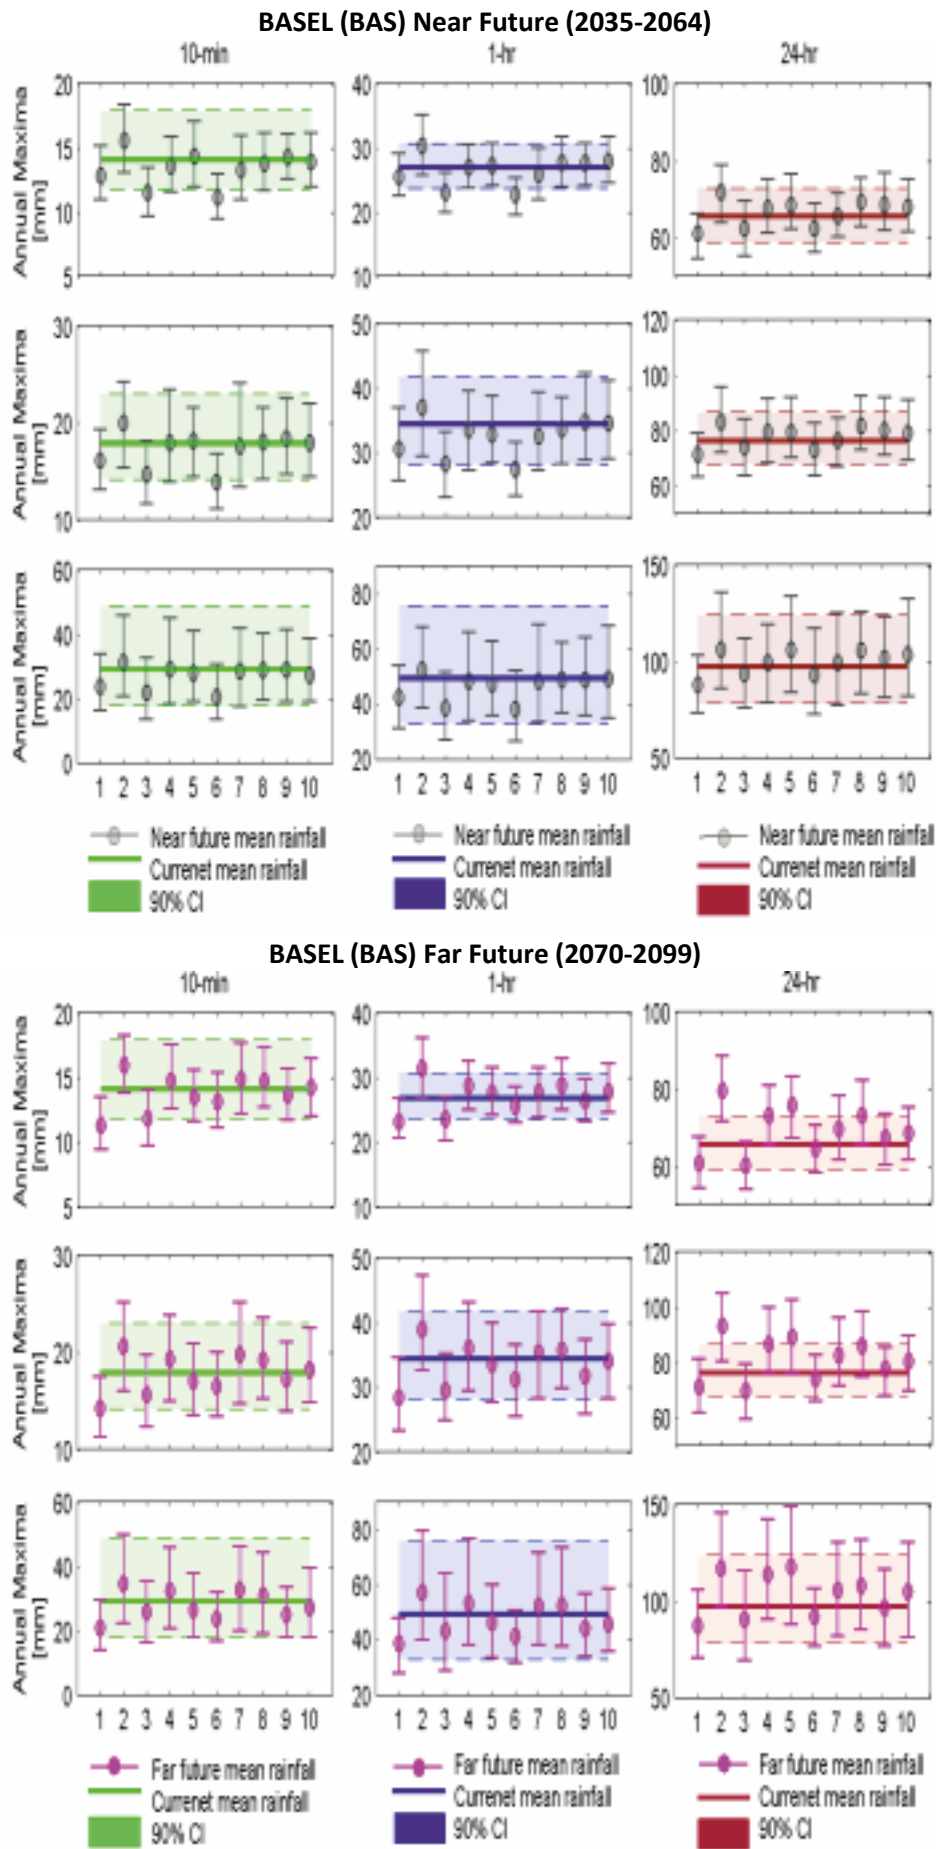 BASEL (BAS) Near Future (2035-2064)
10-min 1-hr 24-hr
Annual Maxima [mm] 20 15 10 5
40 30 20 10
100 80 60
Annual Maxima [mm] 30 20 10
50 40 30 20
120 100 80 60
Annual Maxima [mm] 60 40 20 0
80 60 40 20
150 100 50
1 2 3 4 5 6 7 8 9 10 1 2 3 4 5 6 7 8 9 10 1 2 3 4 5 6 7 8 9 10
Near future mean rainfall Near future mean rainfall Near future mean rainfall
Currenet mean rainfall Currenet mean rainfall Currenet mean rainfall
90% CI 90% CI 90% CI
BASEL (BAS) Far Future (2070-2099)
10-min 1-hr 24-hr
Annual Maxima [mm] 20 15 10 5
40 30 20 10
100 80 60
Annual Maxima [mm] 30 20 10
50 40 30 20
120 100 80 60
Annual Maxima [mm] 60 40 20 0
80 60 40 20
150 100 50
1 2 3 4 5 6 7 8 9 10 1 2 3 4 5 6 7 8 9 10 1 2 3 4 5 6 7 8 9 10
Far future mean rainfall Far future mean rainfall Far future mean rainfall
Currenet mean rainfall Currenet mean rainfall Currenet mean rainfall
90% CI 90% CI 90% CI